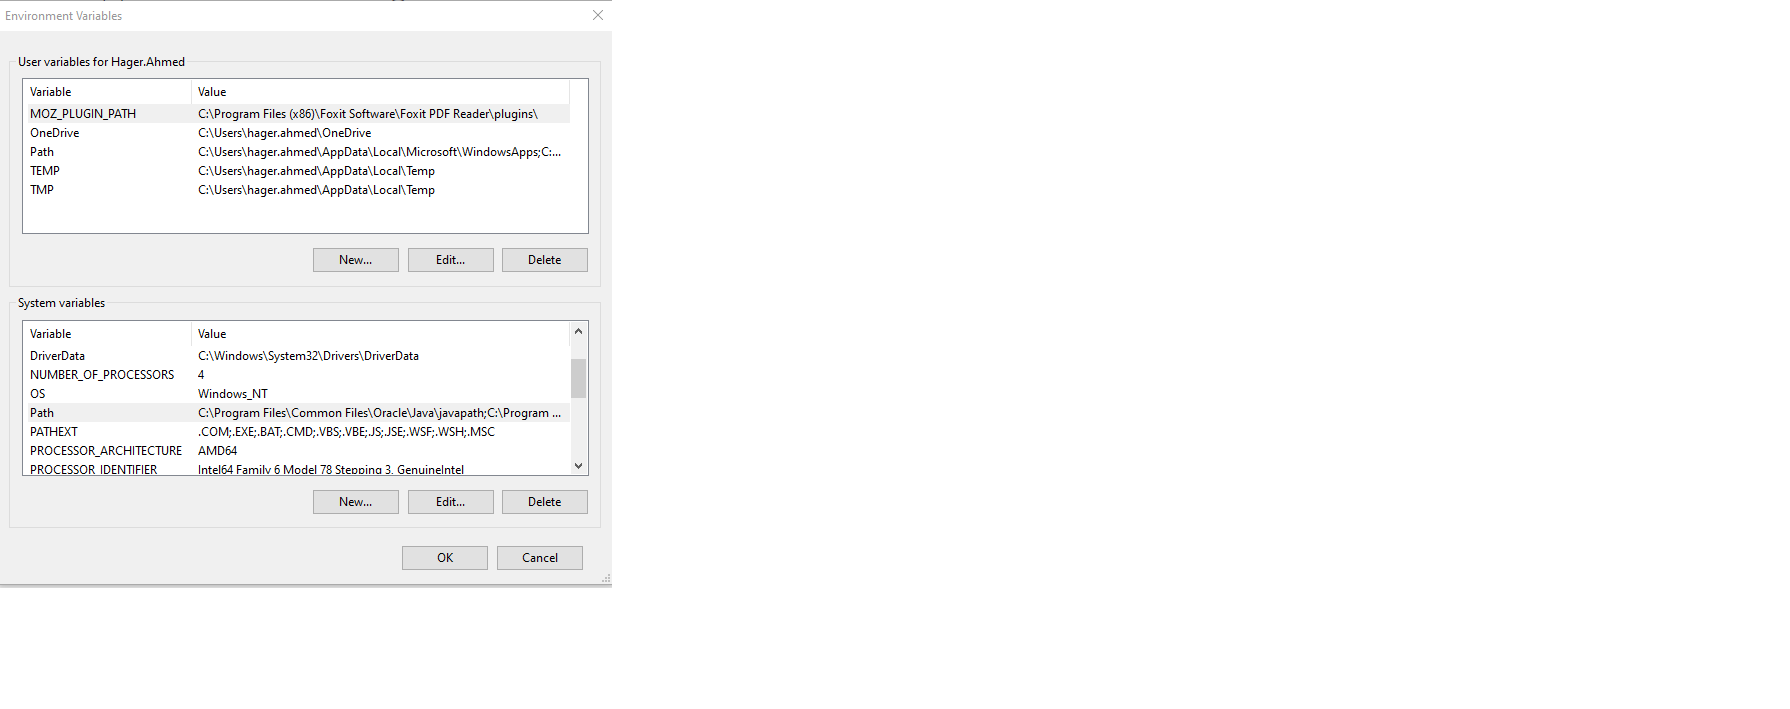 Environment Variables
User variables for Hager.Ahmed
Variable Value
MOZ_PLUGIN_PATH C:\Program Files (x86)\Foxit Software\Foxit PDF Reader\plugins\
OneDrive C:\Users\hager.ahmed\OneDrive
Path C:\Users\hager.ahmed\AppData\Local\Microsoft\WindowsApps;C:...
TEMP C:\Users\hager.ahmed\AppData\Local\Temp
TMP C:\Users\hager.ahmed\AppData\Local\Temp
New... Edit... Delete
System variables
Variable Value
DriverData C:\Windows\System32\Drivers\DriverData
NUMBER_OF_PROCESSORS 4
OS Windows_NT
Path C:\Program Files\Common Files\Oracle\Java\javapath;C:\Program ...
PATHEXT .COM;.EXE;.BAT;.CMD;.VBS;.VBE;.JS;.JSE;.WSF;.WSH;.MSC
PROCESSOR_ARCHITECTURE AMD64
PROCESSOR_IDENTIFIER Intel64 Family 6 Model 78 Stepping 3, GenuineIntel
New... Edit... Delete
OK Cancel